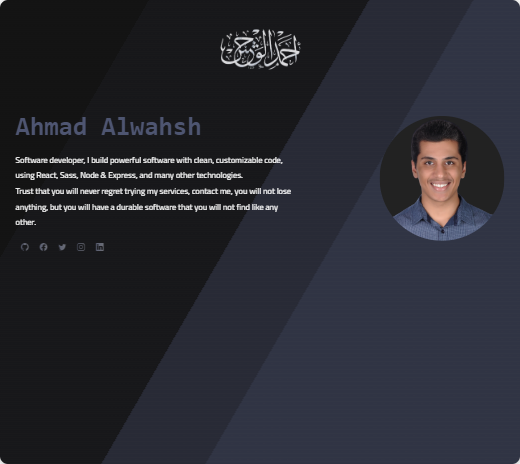 أحمد الوحش
Ahmad Alwahsh
Software developer, I build powerful software with clean, customizable code,
using React, Sass, Node & Express, and many other technologies.
Trust that you will never regret trying my services, contact me, you will not lose
anything, but you will have a durable software that you will not find like any
other.